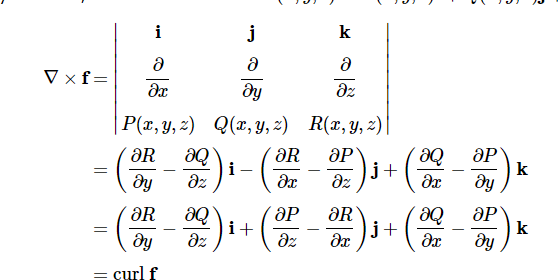 i j k
∇ × f = | ∂/∂x ∂/∂y ∂/∂z |
P(x, y, z) Q(x, y, z) R(x, y, z)
= (∂R/∂y − ∂Q/∂z) i − (∂R/∂x − ∂P/∂z) j + (∂Q/∂x − ∂P/∂y) k
= (∂R/∂y − ∂Q/∂z) i + (∂P/∂z − ∂R/∂x) j + (∂Q/∂x − ∂P/∂y) k
= curl f